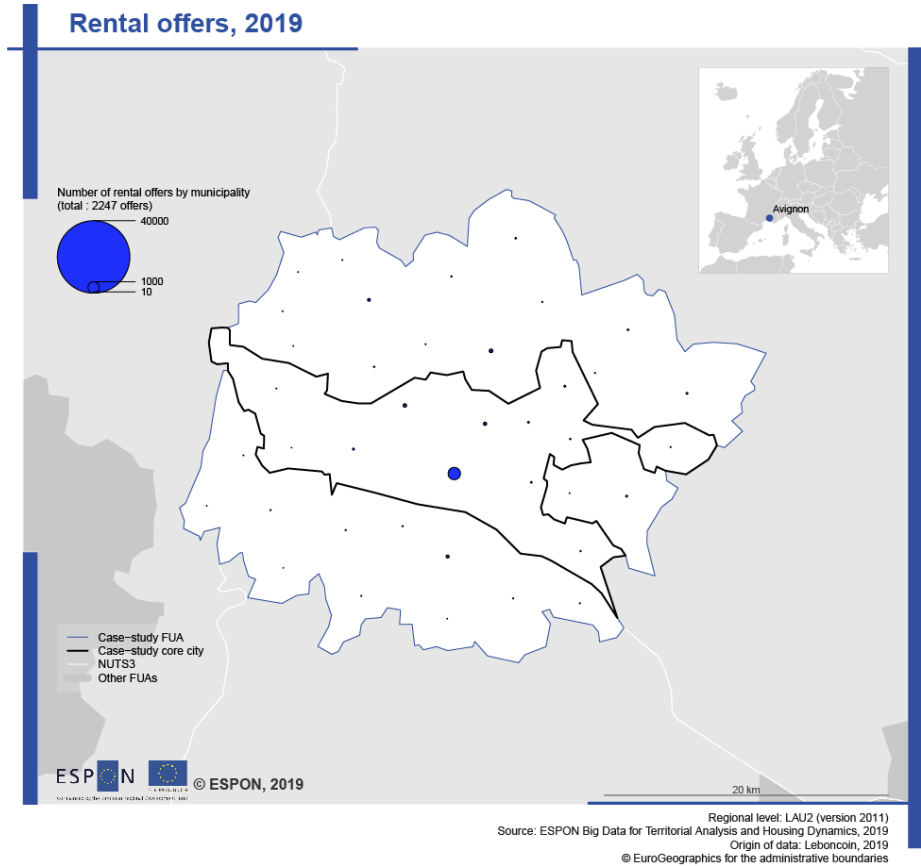 Rental offers, 2019
Avignon
Number of rental offers by municipality
(total : 2247 offers)
40000
1000
10
Case-study FUA
Case-study core city
NUTS3
Other FUAs
ESPON
© ESPON, 2019
20 km
Regional level: LAU2 (version 2011)
Source: ESPON Big Data for Territorial Analysis and Housing Dynamics, 2019
Origin of data: Leboncoin, 2019
© EuroGeographics for the administrative boundaries